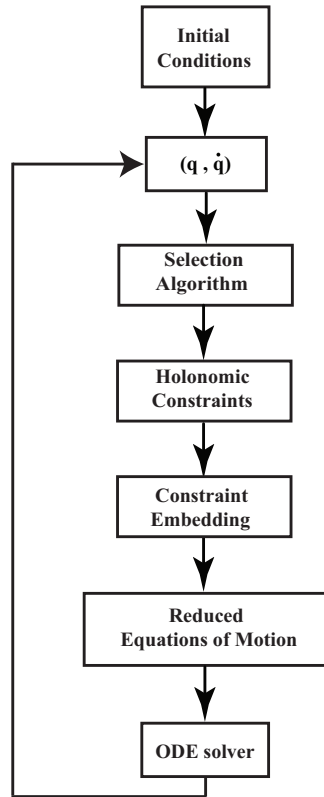 Initial
Conditions
(q , q̇)
Selection
Algorithm
Holonomic
Constraints
Constraint
Embedding
Reduced
Equations of Motion
ODE solver